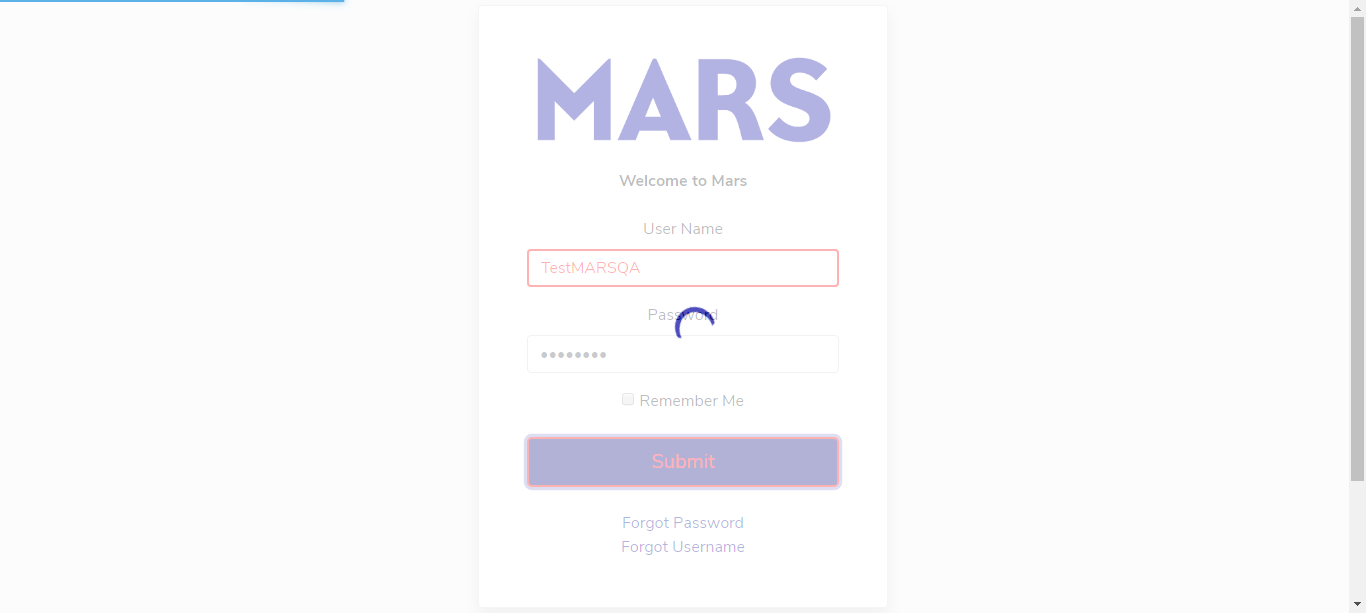 MARS
Welcome to Mars
User Name
TestMARSQA
Password
Remember Me
Submit
Forgot Password
Forgot Username